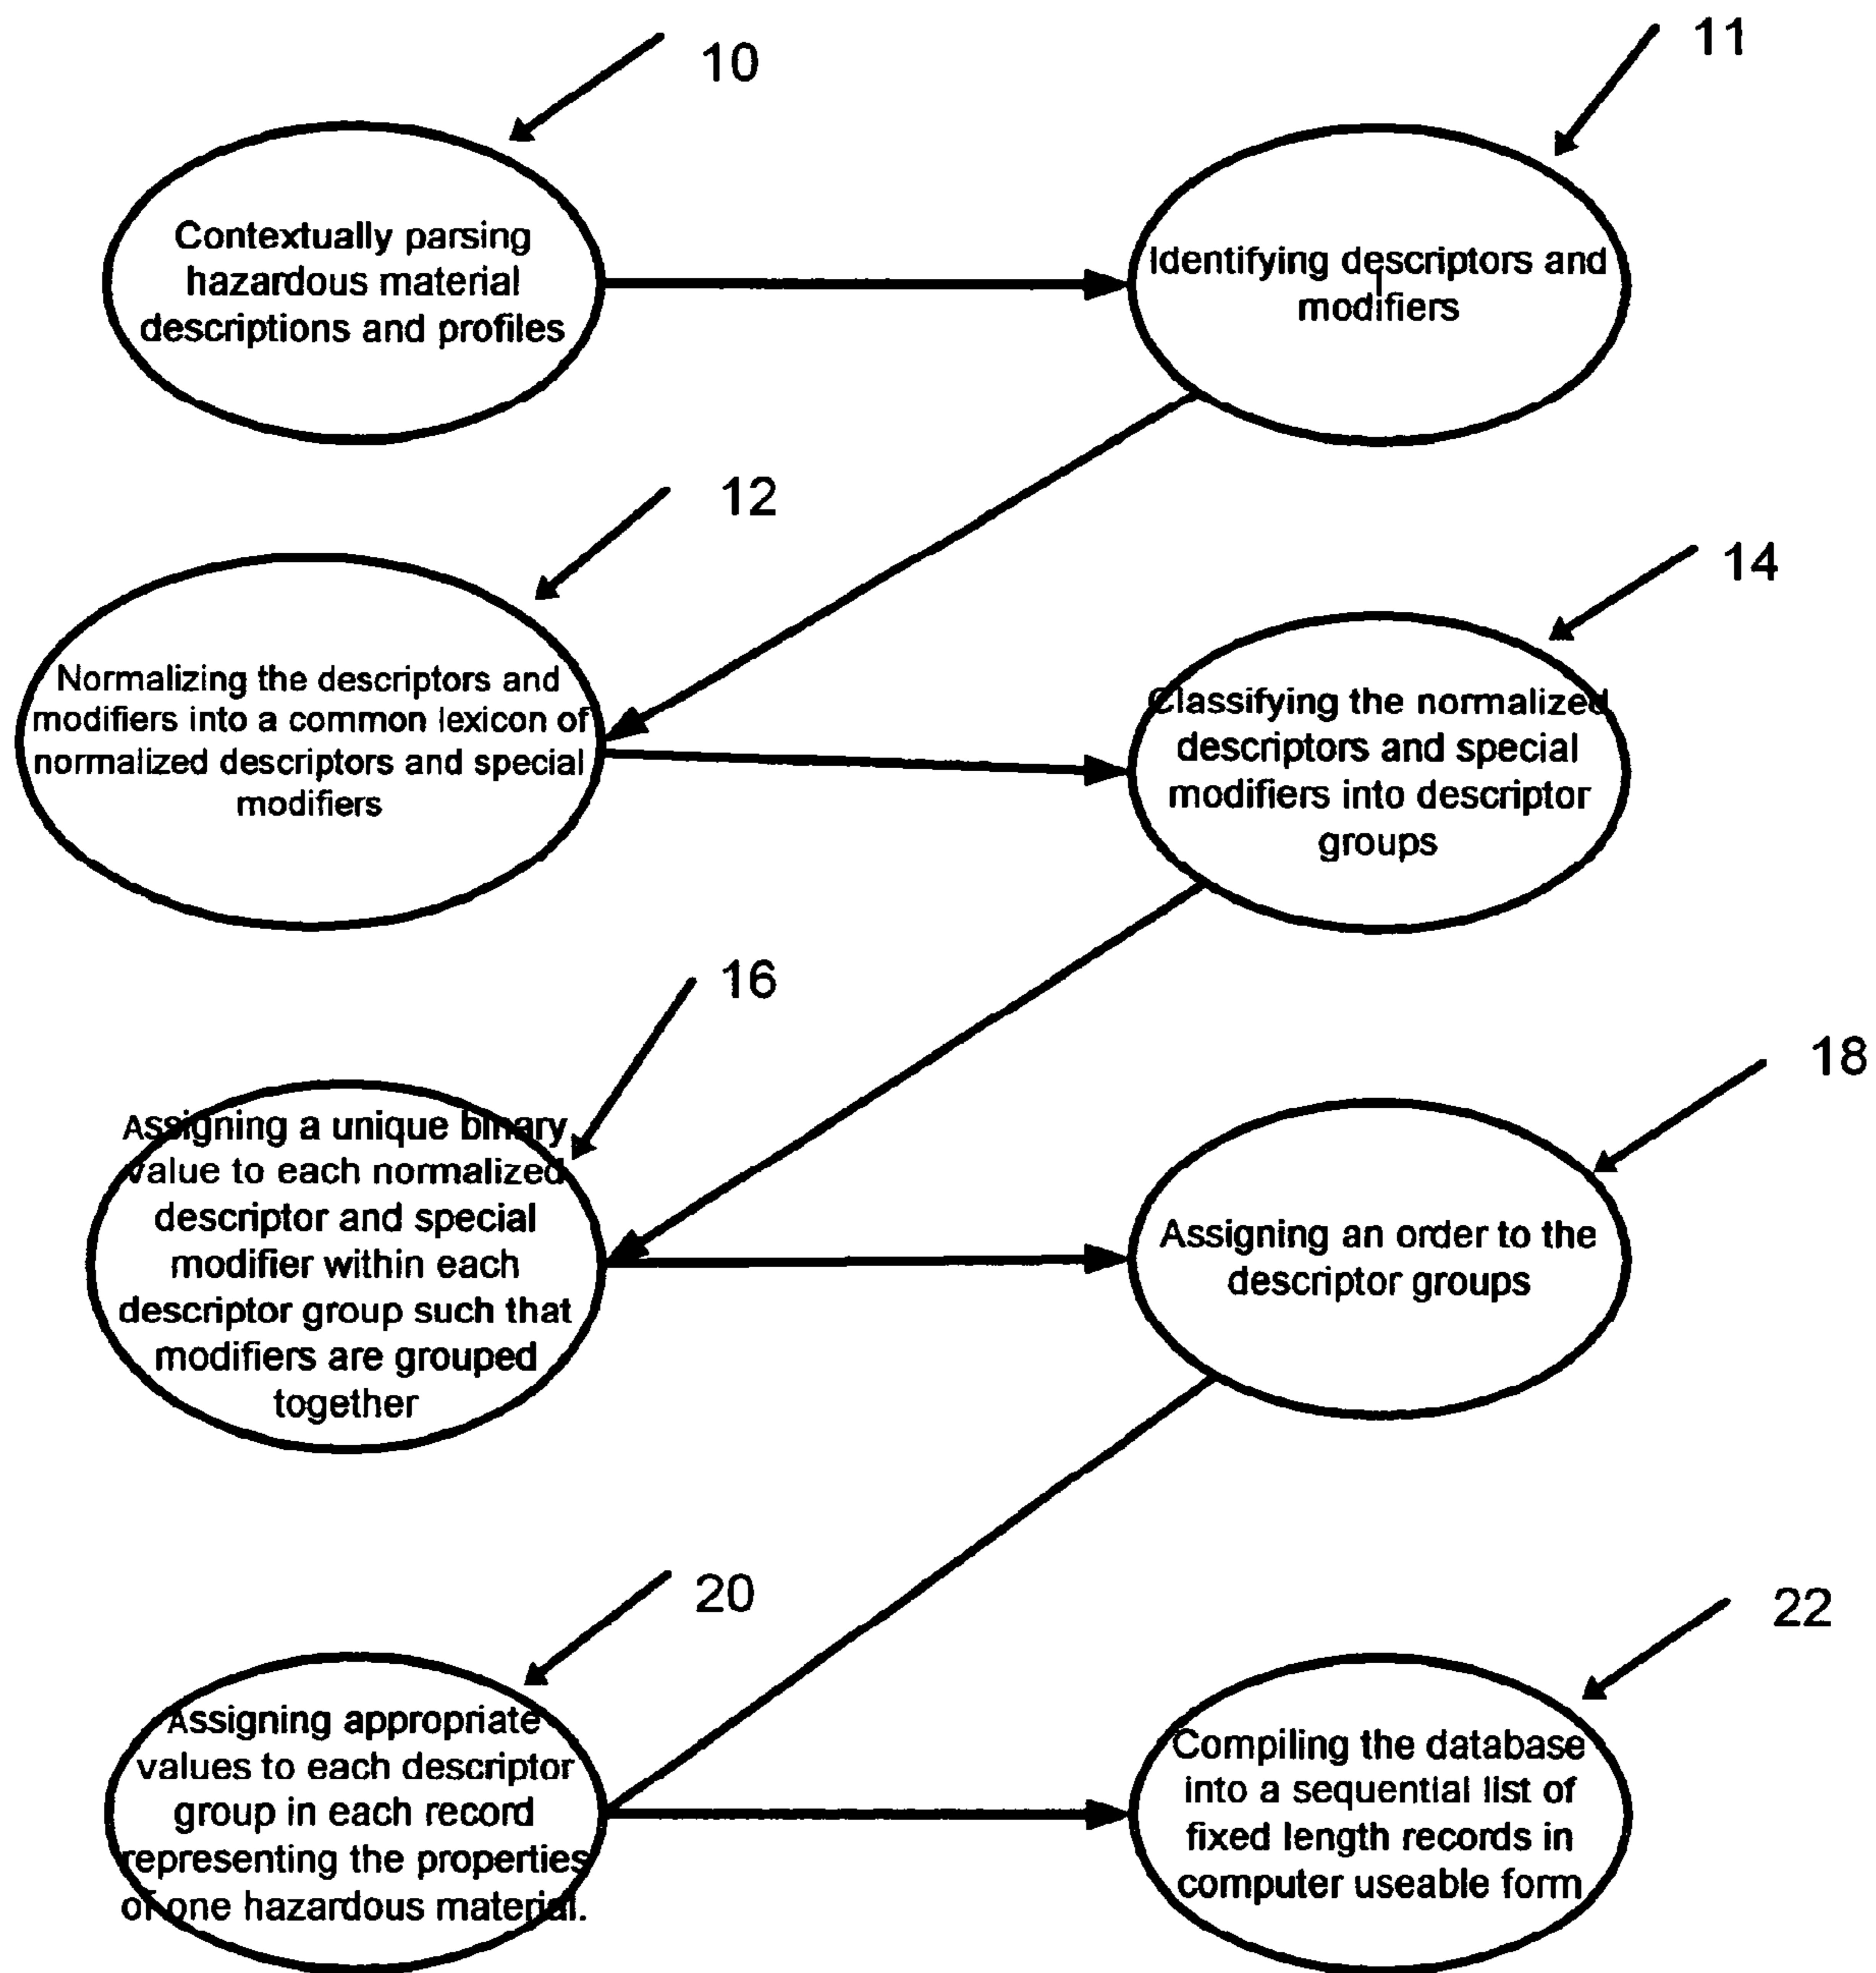 10
Contextually parsing
hazardous material
descriptions and profiles
11
Identifying descriptors and
modifiers
12
Normalizing the descriptors and
modifiers into a common lexicon of
normalized descriptors and special
modifiers
14
Classifying the normalized
descriptors and special
modifiers into descriptor
groups
16
Assigning a unique binary
value to each normalized
descriptor and special
modifier within each
descriptor group such that
modifiers are grouped
together
18
Assigning an order to the
descriptor groups
20
Assigning appropriate
values to each descriptor
group in each record
representing the properties
of one hazardous material.
22
Compiling the database
into a sequential list of
fixed length records in
computer useable form